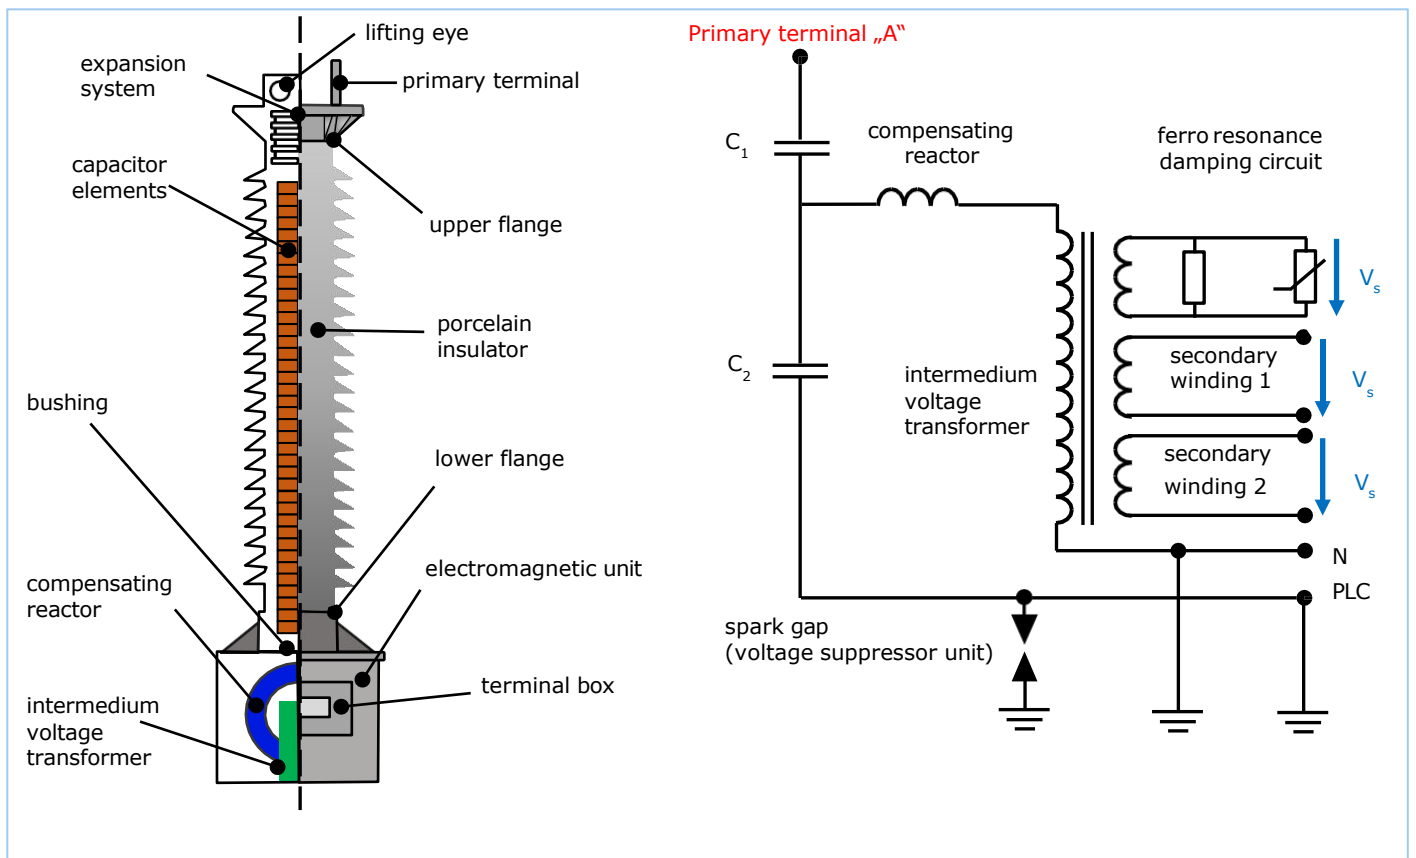 lifting eye
expansion
system
primary terminal
capacitor
elements
upper flange
porcelain
insulator
bushing
lower flange
compensating
reactor
electromagnetic unit
intermedium
voltage
transformer
terminal box
Primary terminal „A“
C1
compensating
reactor
ferro resonance
damping circuit
Vs
C2
intermedium
voltage
transformer
secondary
winding 1
Vs
secondary
winding 2
Vs
N
PLC
spark gap
(voltage suppressor unit)